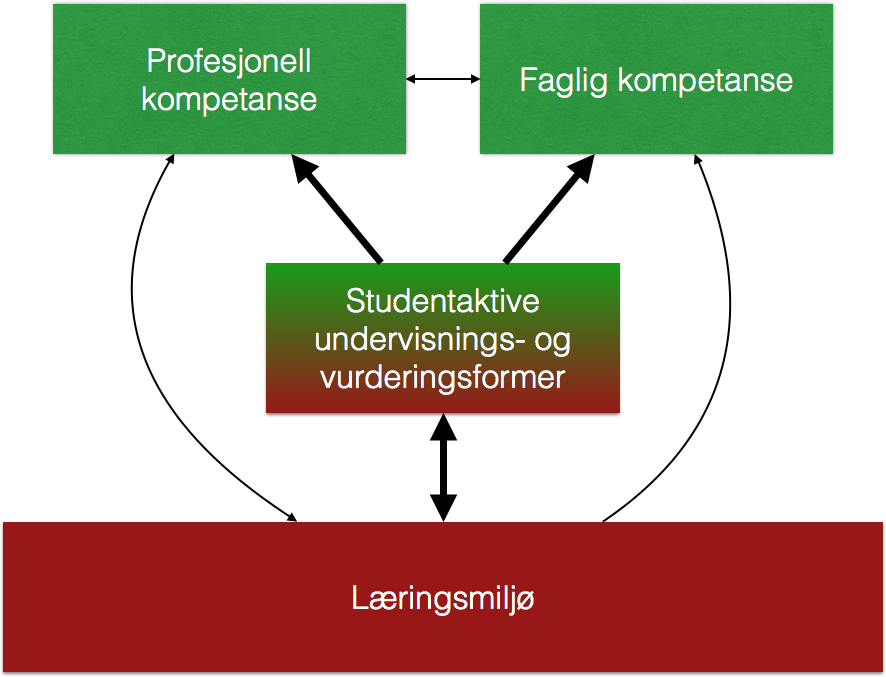 Profesjonell
kompetanse
Faglig kompetanse
Studentaktive
undervisnings- og
vurderingsformer
Læringsmiljø